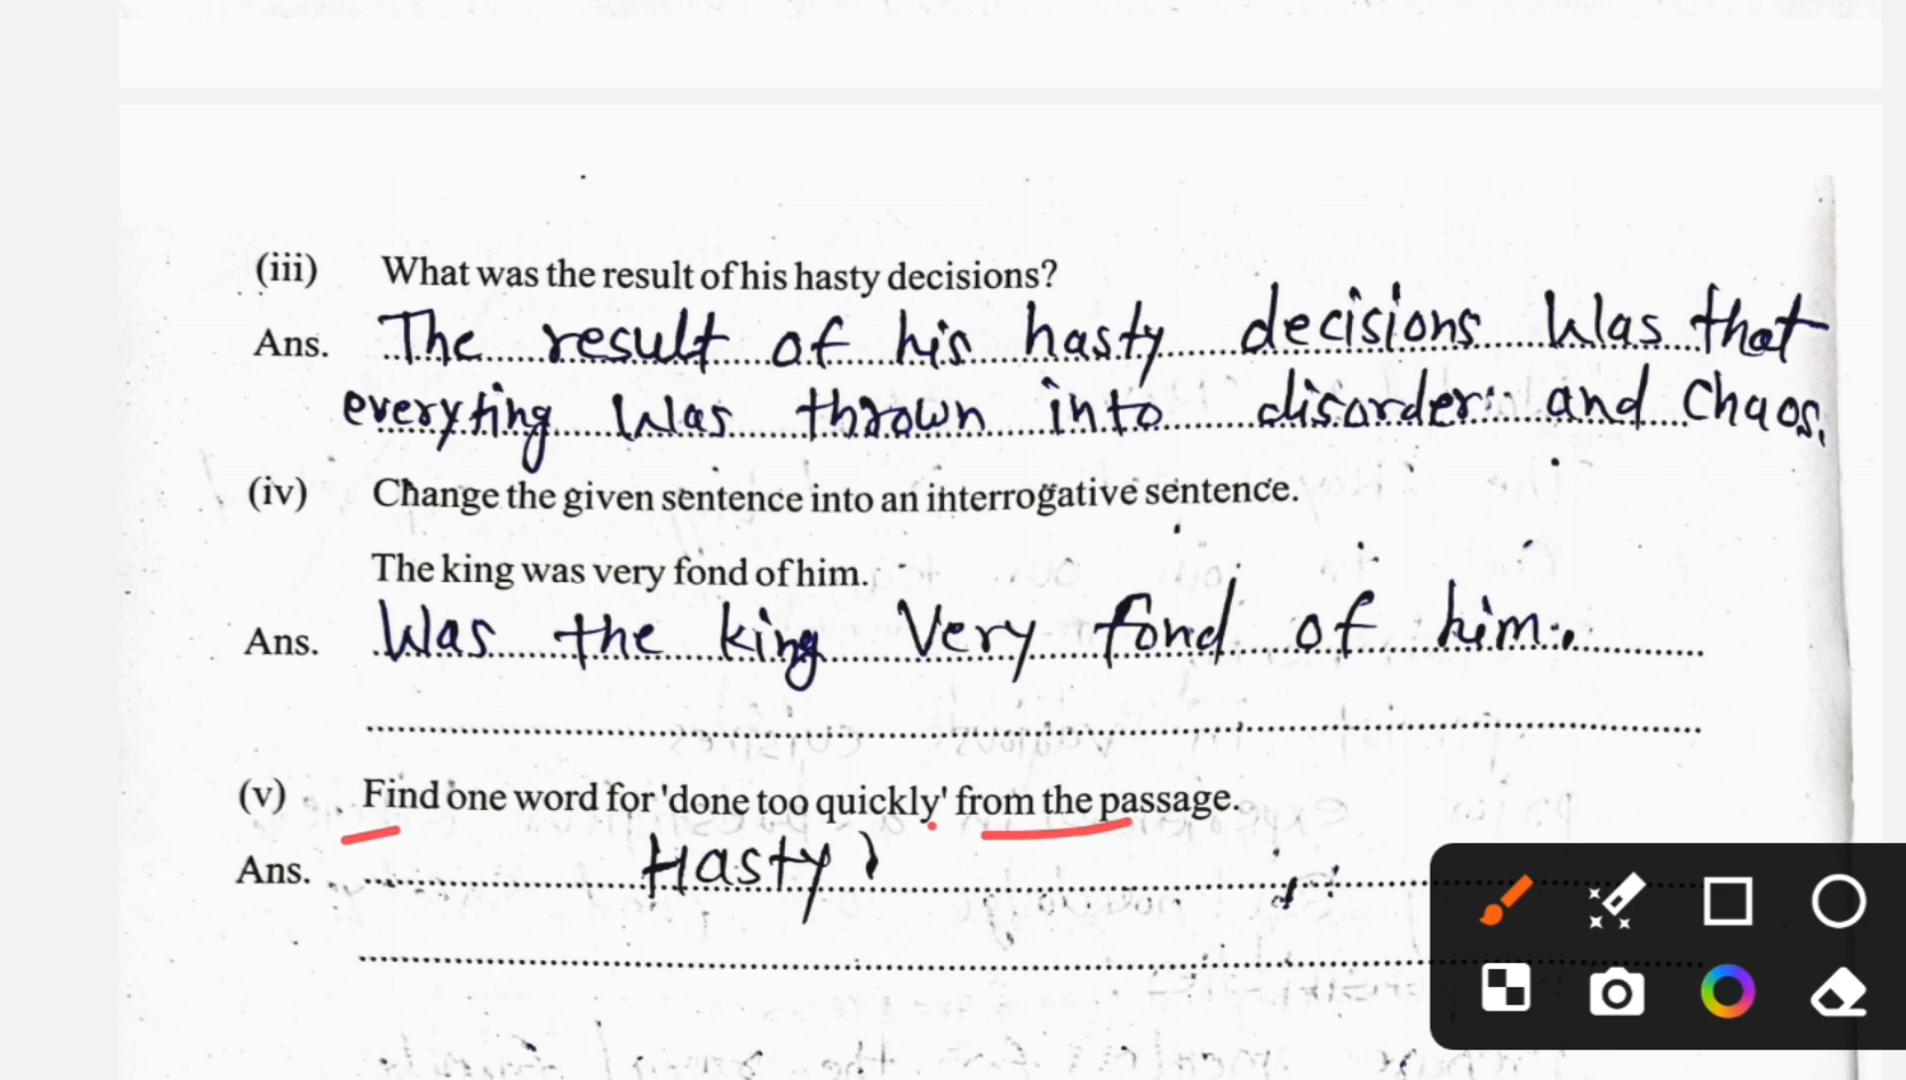 (iii) What was the result of his hasty decisions?
Ans. The result of his hasty decisions Was that
everyting Was thrown into disorder and Chaos.
(iv) Change the given sentence into an interrogative sentence.
The king was very fond of him.
Ans. Was the king Very fond of him.
(v) Find one word for 'done too quickly' from the passage.
Ans. Hasty